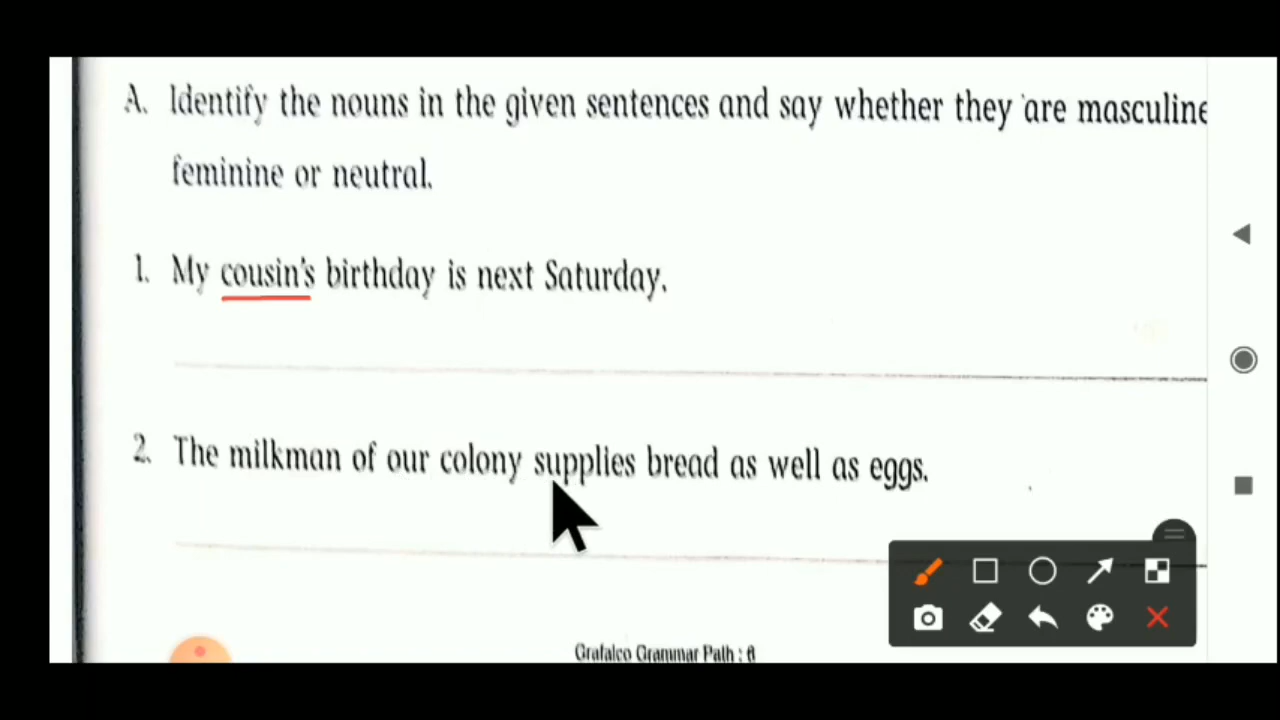 A. Identify the nouns in the given sentences and say whether they are masculine
feminine or neutral.
1. My cousin's birthday is next Saturday.
2. The milkman of our colony supplies bread as well as eggs.
Grafalco Grammar Path : 6